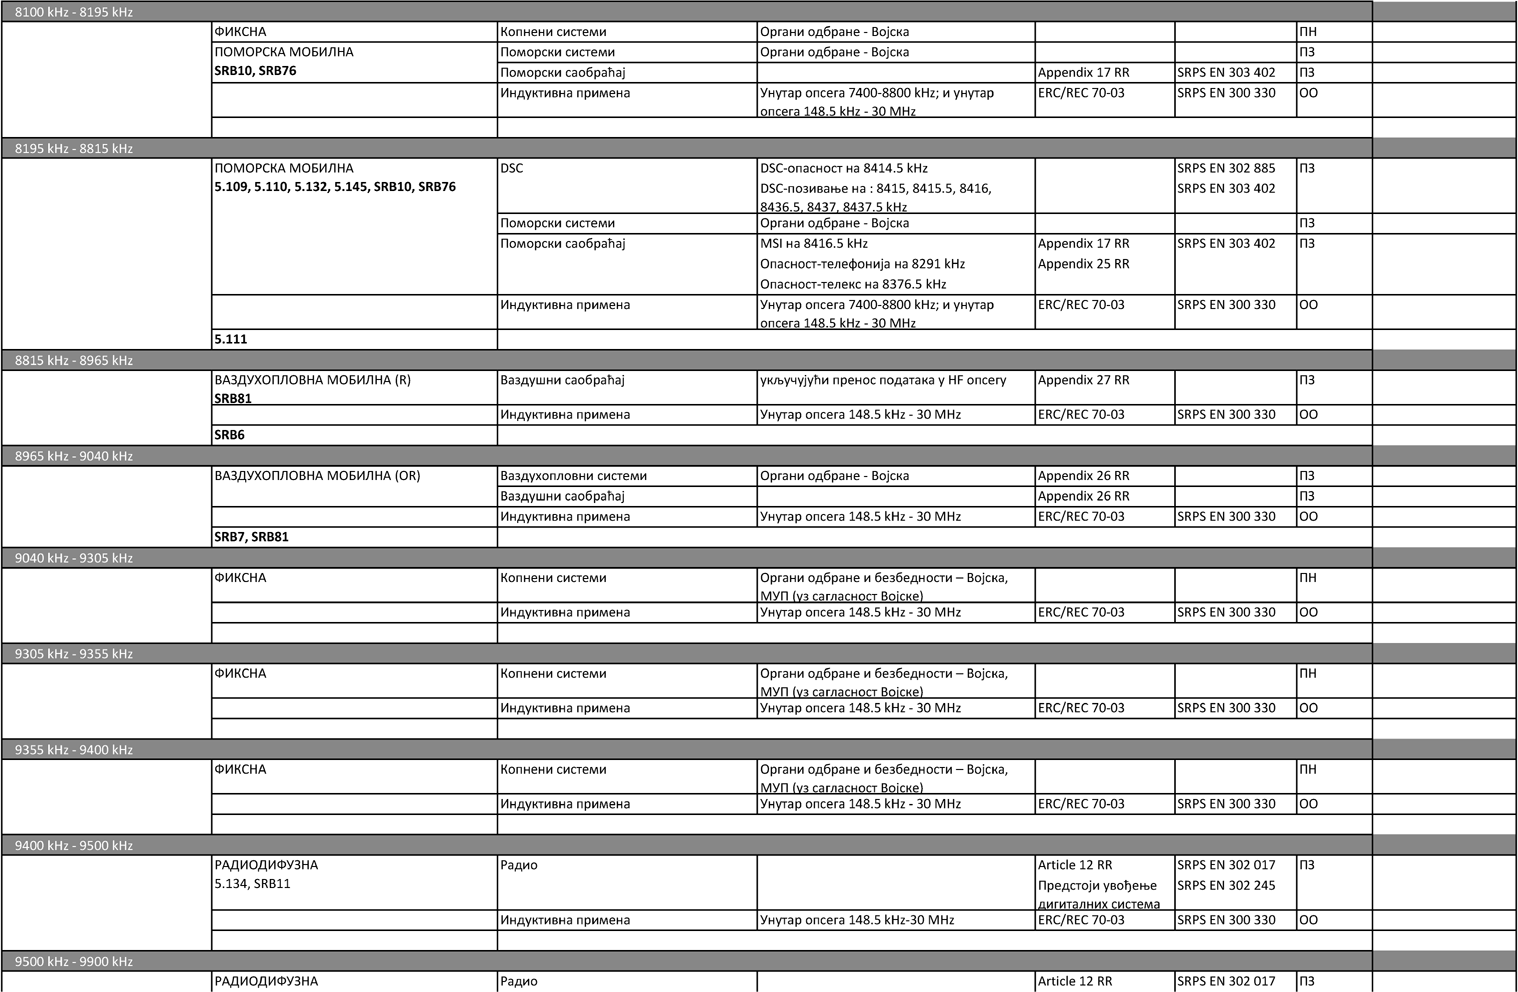 8100 kHz - 8195 kHz
ФИКСНА Копнени системи Органи одбране - Војска ПН
ПОМОРСКА МОБИЛНА Поморски системи Органи одбране - Војска ПЗ
SRB10, SRB76 Поморски саобраћај Appendix 17 RR SRPS EN 303 402 ПЗ
Индуктивна примена Унутар опсега 7400-8800 kHz; и унутар ERC/REC 70-03 SRPS EN 300 330 ОО
опсега 148.5 kHz - 30 MHz
8195 kHz - 8815 kHz
ПОМОРСКА МОБИЛНА DSC DSC-опасност на 8414.5 kHz SRPS EN 302 885 ПЗ
5.109, 5.110, 5.132, 5.145, SRB10, SRB76 DSC-позивање на : 8415, 8415.5, 8416, SRPS EN 303 402
8436.5, 8437, 8437.5 kHz
Поморски системи Органи одбране - Војска ПЗ
Поморски саобраћај MSI на 8416.5 kHz Appendix 17 RR SRPS EN 303 402 ПЗ
Опасност-телефонија на 8291 kHz Appendix 25 RR
Опасност-телекс на 8376.5 kHz
Индуктивна примена Унутар опсега 7400-8800 kHz; и унутар ERC/REC 70-03 SRPS EN 300 330 ОО
опсега 148.5 kHz - 30 MHz
5.111
8815 kHz - 8965 kHz
ВАЗДУХОПЛОВНА МОБИЛНА (R) Ваздушни саобраћај укључујући пренос података у HF опсегу Appendix 27 RR ПЗ
SRB81
Индуктивна примена Унутар опсега 148.5 kHz - 30 MHz ERC/REC 70-03 SRPS EN 300 330 ОО
SRB6
8965 kHz - 9040 kHz
ВАЗДУХОПЛОВНА МОБИЛНА (OR) Ваздухопловни системи Органи одбране - Војска Appendix 26 RR ПЗ
Ваздушни саобраћај Appendix 26 RR ПЗ
Индуктивна примена Унутар опсега 148.5 kHz - 30 MHz ERC/REC 70-03 SRPS EN 300 330 ОО
SRB7, SRB81
9040 kHz - 9305 kHz
ФИКСНА Копнени системи Органи одбране и безбедности – Војска, ПН
МУП (уз сагласност Војске)
Индуктивна примена Унутар опсега 148.5 kHz - 30 MHz ERC/REC 70-03 SRPS EN 300 330 ОО
9305 kHz - 9355 kHz
ФИКСНА Копнени системи Органи одбране и безбедности – Војска, ПН
МУП (уз сагласност Војске)
Индуктивна примена Унутар опсега 148.5 kHz - 30 MHz ERC/REC 70-03 SRPS EN 300 330 ОО
9355 kHz - 9400 kHz
ФИКСНА Копнени системи Органи одбране и безбедности – Војска, ПН
МУП (уз сагласност Војске)
Индуктивна примена Унутар опсега 148.5 kHz - 30 MHz ERC/REC 70-03 SRPS EN 300 330 ОО
9400 kHz - 9500 kHz
РАДИОДИФУЗНА Радио Article 12 RR SRPS EN 302 017 ПЗ
5.134, SRB11 Предстоји увођење SRPS EN 302 245
дигиталних система
Индуктивна примена Унутар опсега 148.5 kHz-30 MHz ERC/REC 70-03 SRPS EN 300 330 ОО
9500 kHz - 9900 kHz
РАДИОДИФУЗНА Радио Article 12 RR SRPS EN 302 017 ПЗ